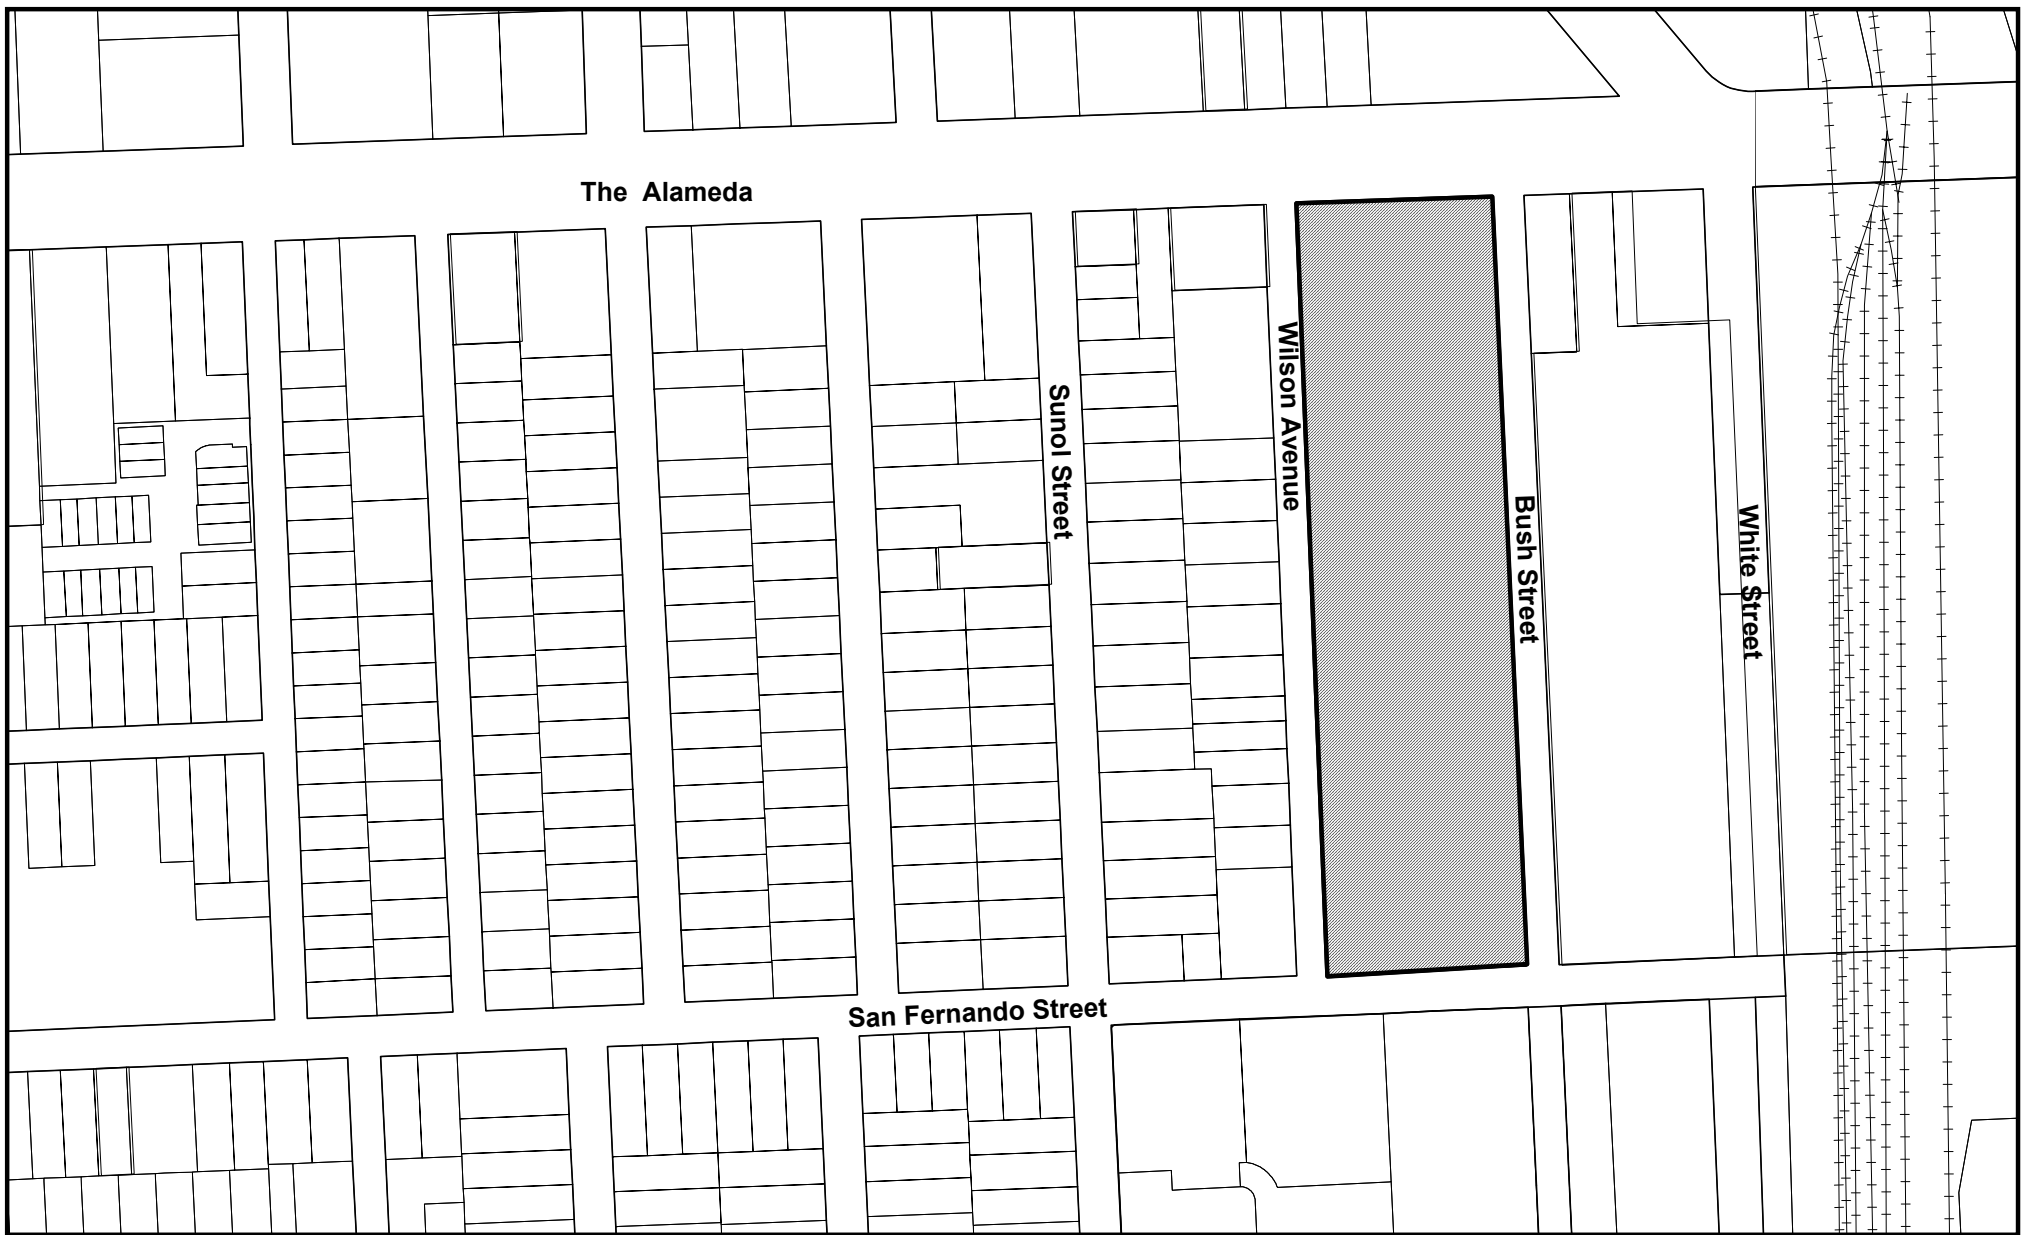 The Alameda
Wilson Avenue
Sunol Street
Bush Street
White Street
San Fernando Street